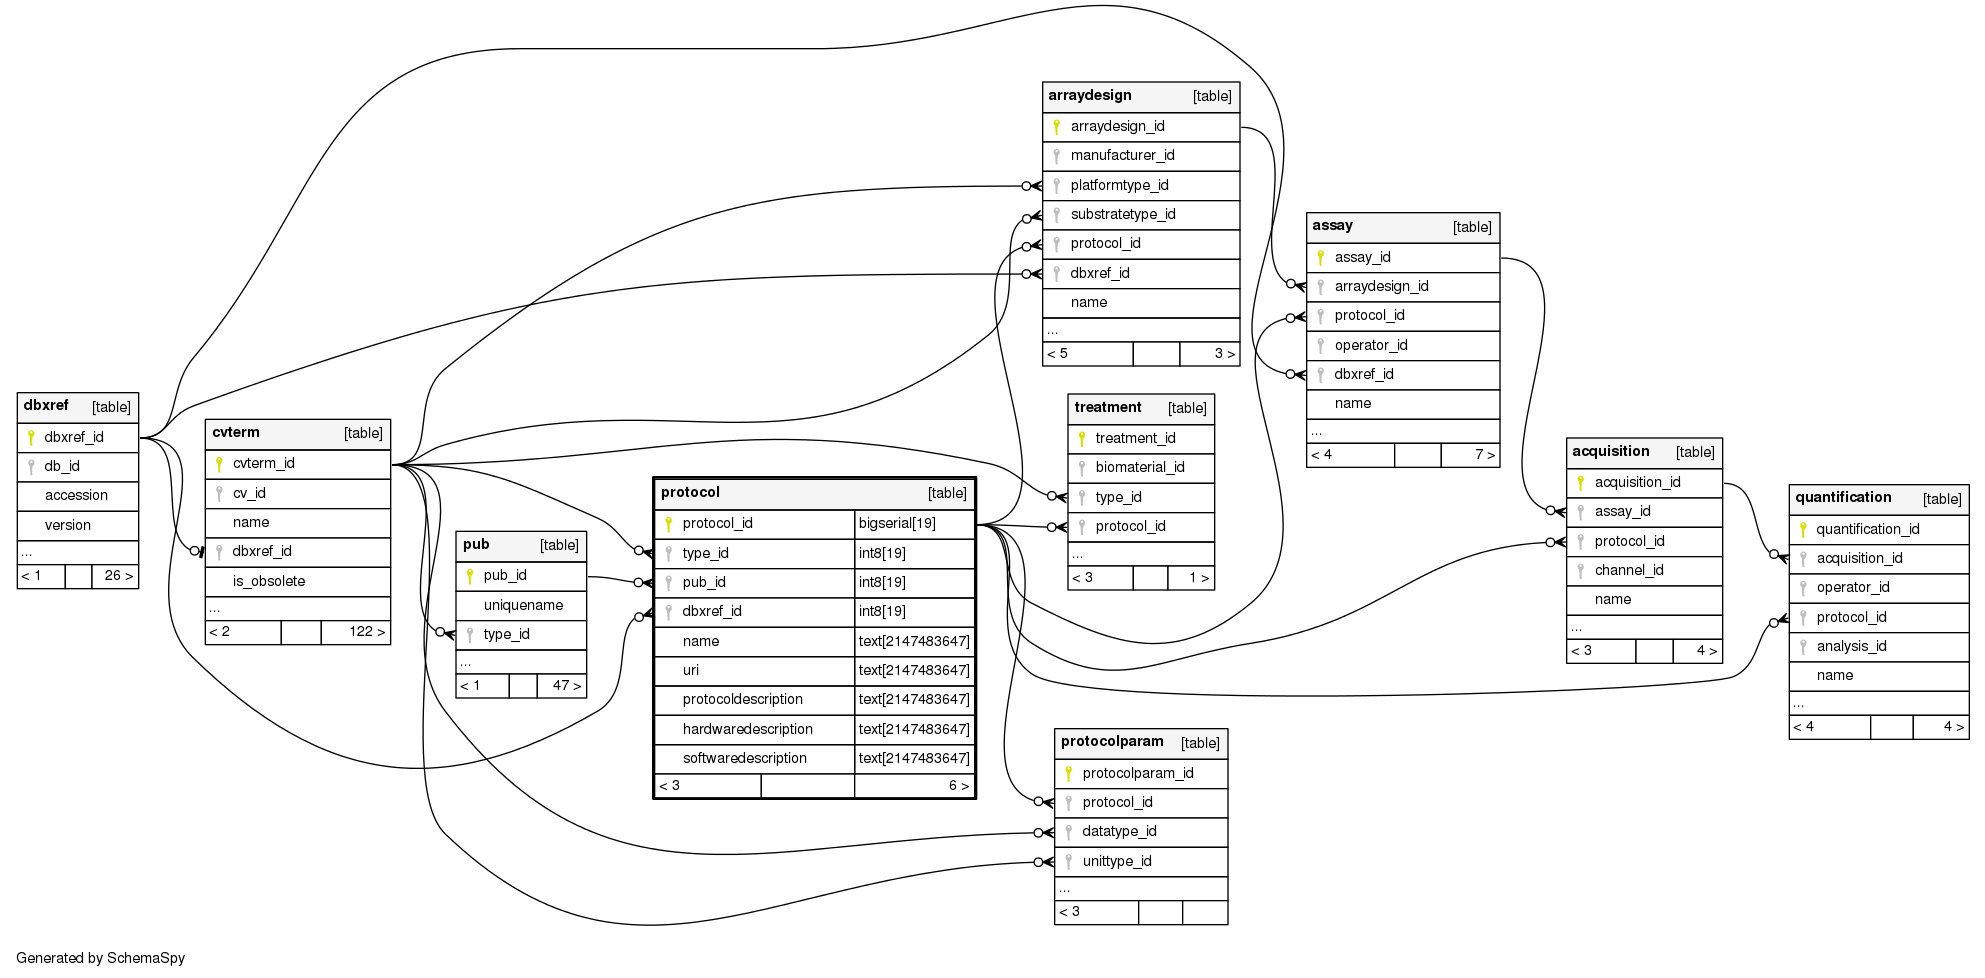 arraydesign [table]
arraydesign_id
manufacturer_id
platformtype_id
substratetype_id
protocol_id
dbxref_id
name
...
< 5 3 >
assay [table]
assay_id
arraydesign_id
protocol_id
operator_id
dbxref_id
name
...
< 4 7 >
dbxref [table]
dbxref_id
db_id
accession
version
...
< 1 26 >
cvterm [table]
cvterm_id
cv_id
name
dbxref_id
is_obsolete
...
< 2 122 >
treatment [table]
treatment_id
biomaterial_id
type_id
protocol_id
...
< 3 1 >
acquisition [table]
acquisition_id
assay_id
protocol_id
channel_id
name
...
< 3 4 >
quantification [table]
quantification_id
acquisition_id
operator_id
protocol_id
analysis_id
name
...
< 4 4 >
protocol [table]
protocol_id bigserial[19]
type_id int8[19]
pub_id int8[19]
dbxref_id int8[19]
name text[2147483647]
uri text[2147483647]
protocoldescription text[2147483647]
hardwaredescription text[2147483647]
softwaredescription text[2147483647]
< 3 6 >
pub [table]
pub_id
uniquename
type_id
...
< 1 47 >
protocolparam [table]
protocolparam_id
protocol_id
datatype_id
unittype_id
...
< 3
Generated by SchemaSpy